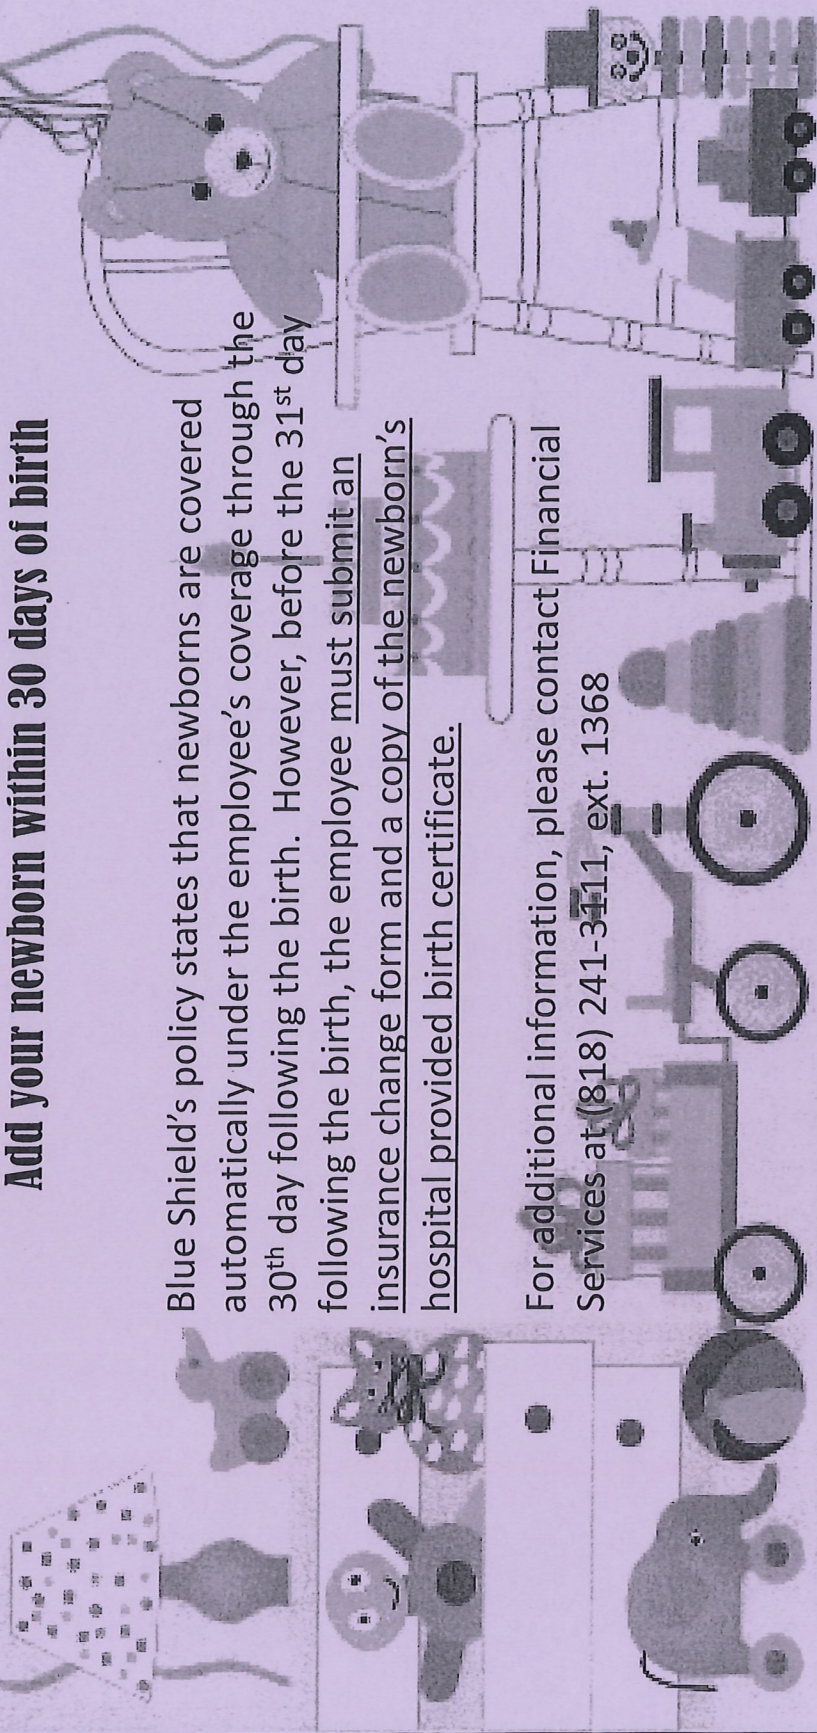 Add your newborn within 30 days of birth
Blue Shield's policy states that newborns are covered
automatically under the employee's coverage through the
30th day following the birth.  However, before the 31st day
following the birth, the employee must submit an
insurance change form and a copy of the newborn's
hospital provided birth certificate.
For additional information, please contact Financial
Services at (818) 241-3111, ext. 1368